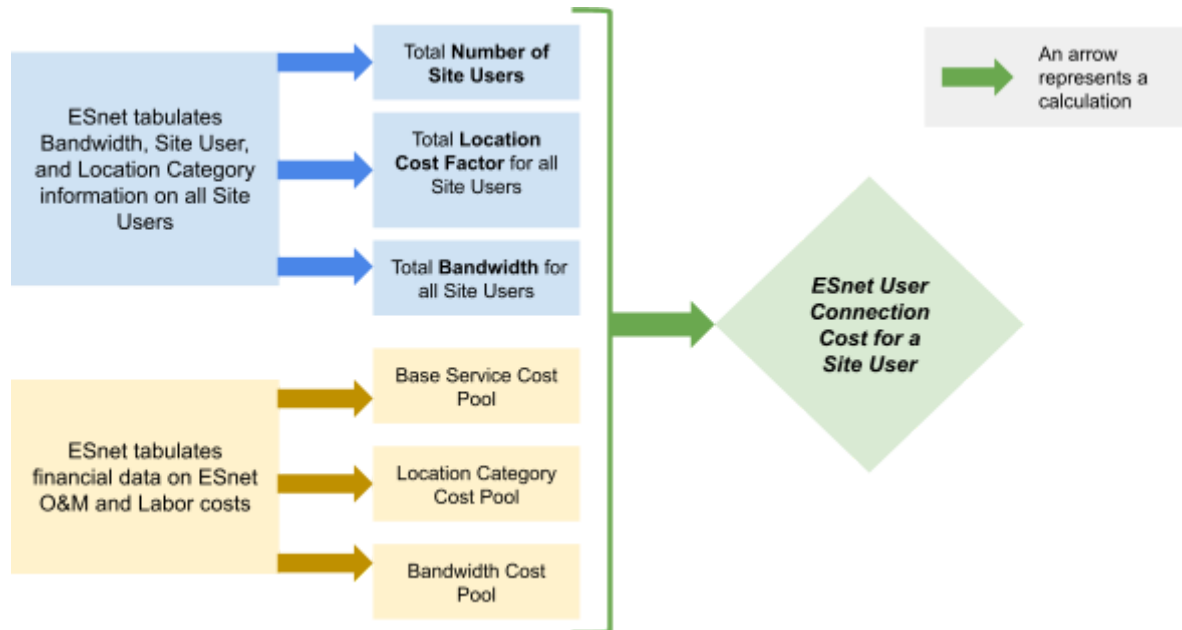 ESnet tabulates
Bandwidth, Site User,
and Location Category
information on all Site
Users
Total Number of
Site Users
Total Location
Cost Factor for all
Site Users
Total Bandwidth for
all Site Users
ESnet tabulates
financial data on ESnet
O&M and Labor costs
Base Service Cost
Pool
Location Category
Cost Pool
Bandwidth Cost
Pool
ESnet User
Connection
Cost for a
Site User
An arrow
represents a
calculation